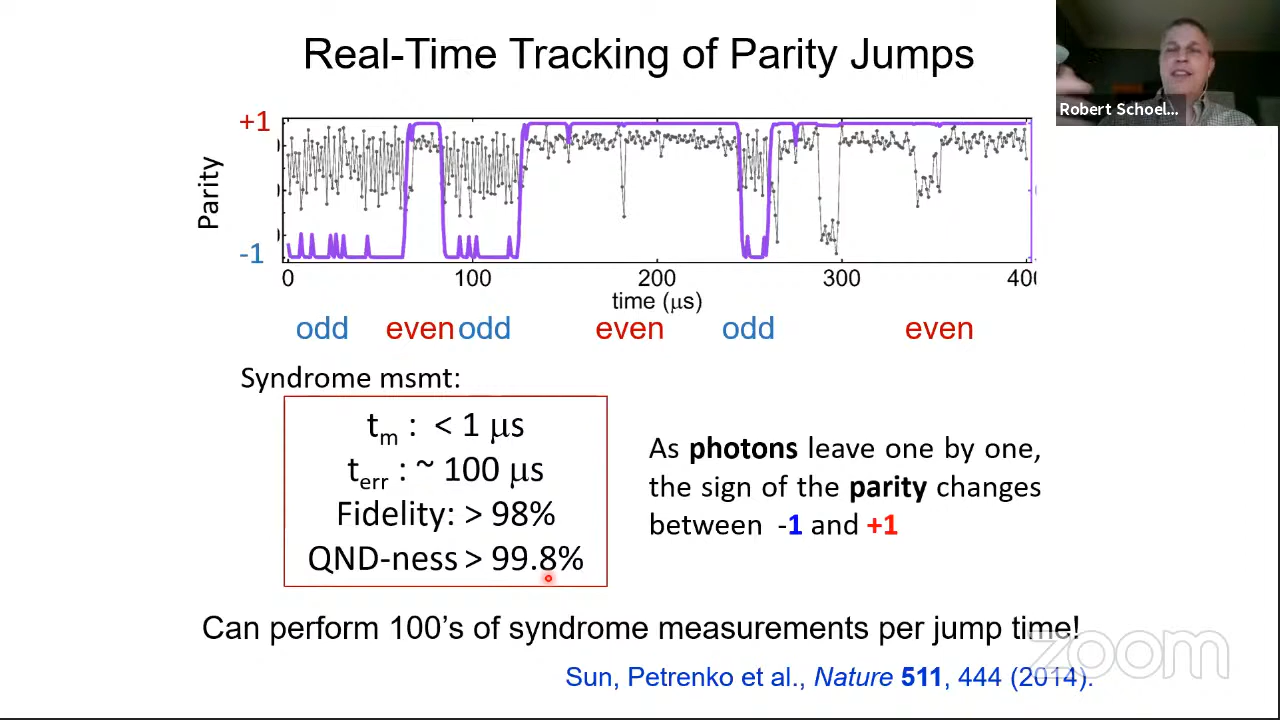 Real-Time Tracking of Parity Jumps
Robert Schoel...
+1
Parity
-1
0 100 200 300 400
time (μs)
odd even odd even odd even
Syndrome msmt:
tm : < 1 μs
terr : ~ 100 μs
Fidelity: > 98%
QND-ness > 99.8%
As photons leave one by one,
the sign of the parity changes
between -1 and +1
Can perform 100's of syndrome measurements per jump time!
zoom
Sun, Petrenko et al., Nature 511, 444 (2014).